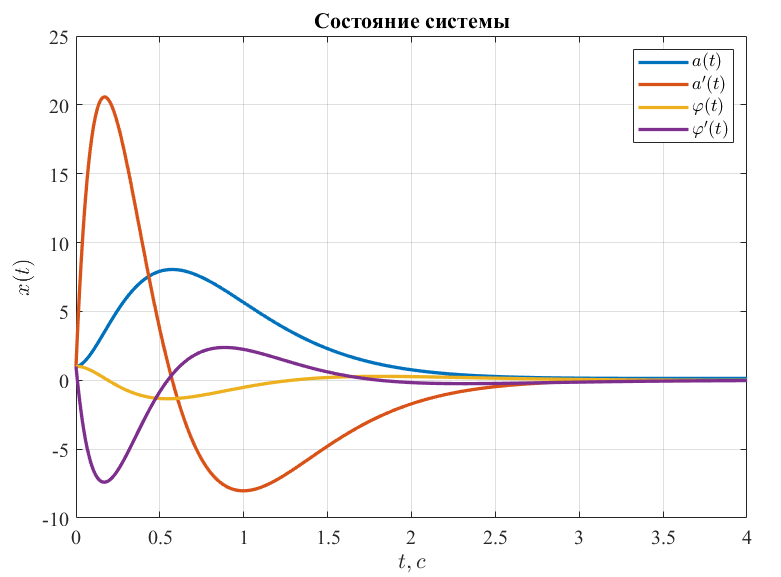 Состояние системы
25
20
15
10
5
0
-5
-10
x(t)
a(t)
a′(t)
φ(t)
φ′(t)
0 0.5 1 1.5 2 2.5 3 3.5 4
t, c